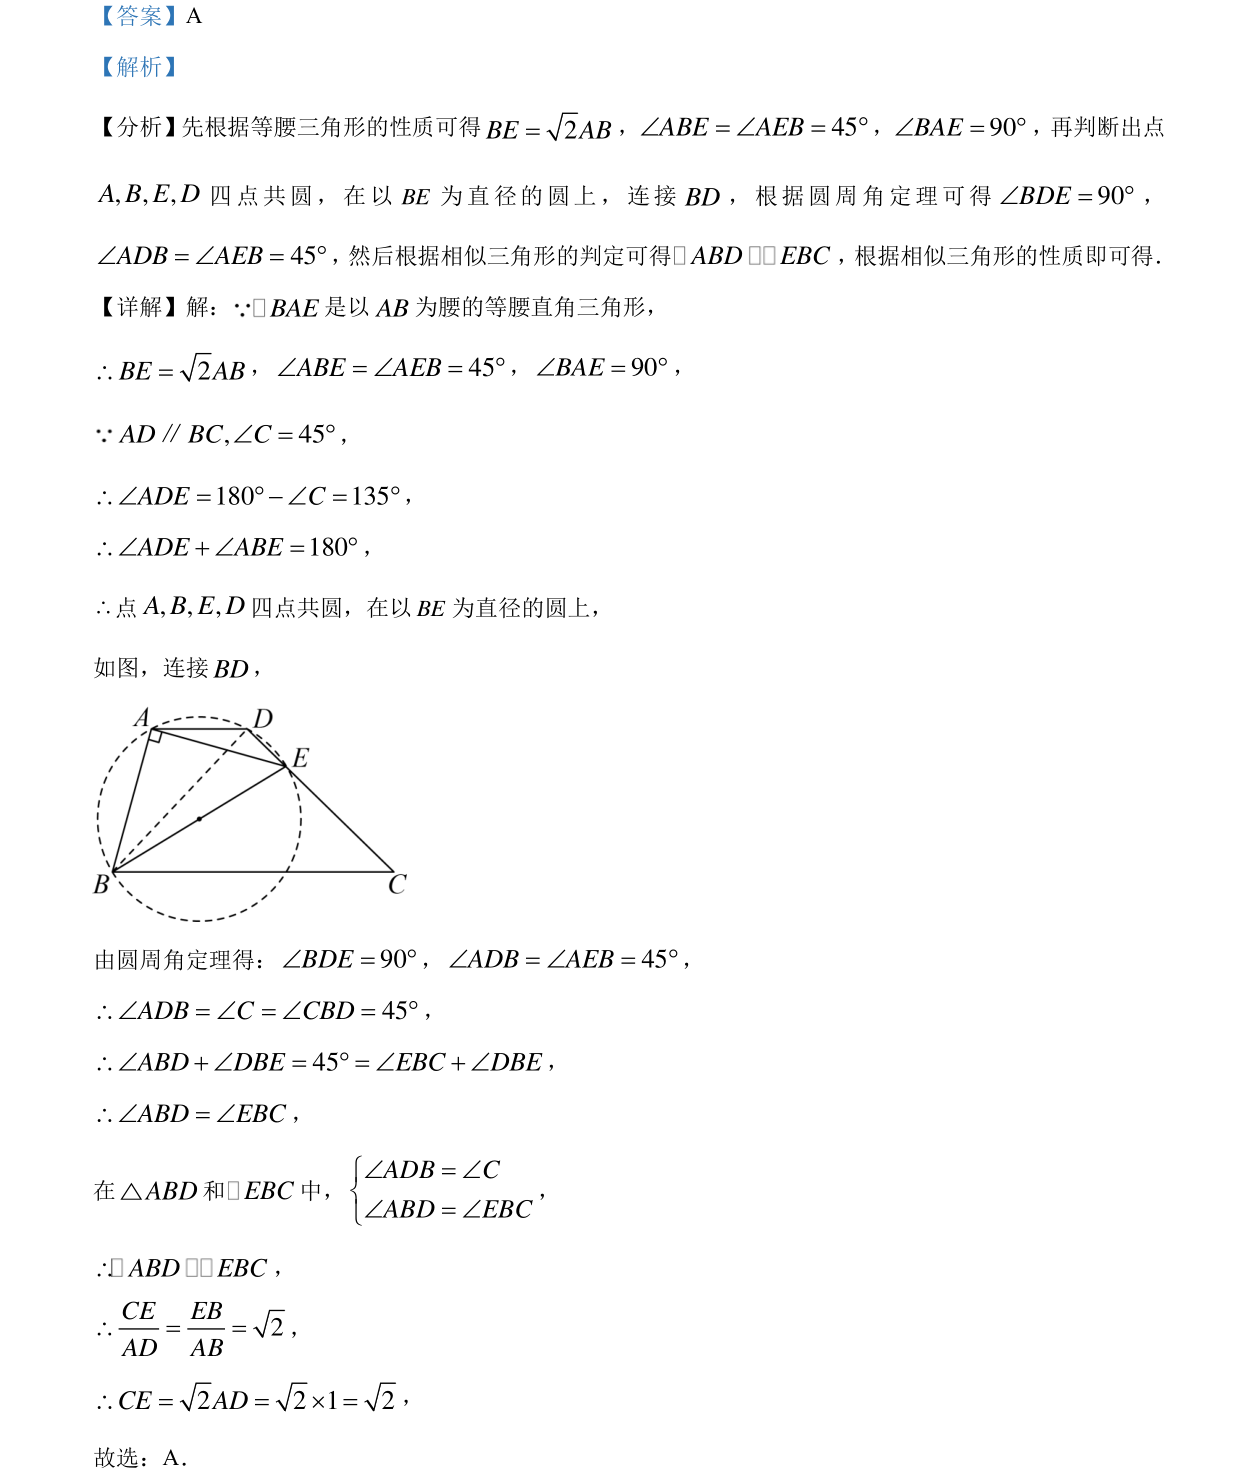 【答案】A
【解析】
【分析】先根据等腰三角形的性质可得 BE = √2AB，∠ABE = ∠AEB = 45°，∠BAE = 90°，再判断出点
A, B, E, D 四点共圆，在以 BE 为直径的圆上，连接 BD，根据圆周角定理可得 ∠BDE = 90°，
∠ADB = ∠AEB = 45°，然后根据相似三角形的判定可得□ABD□□EBC，根据相似三角形的性质即可得．
【详解】解：∵□BAE 是以 AB 为腰的等腰直角三角形，
∴BE = √2AB，∠ABE = ∠AEB = 45°，∠BAE = 90°，
∵AD // BC, ∠C = 45°，
∴∠ADE = 180° − ∠C = 135°，
∴∠ADE + ∠ABE = 180°，
∴点 A, B, E, D 四点共圆，在以 BE 为直径的圆上，
如图，连接 BD，
A
D
E
B
C
由圆周角定理得：∠BDE = 90°，∠ADB = ∠AEB = 45°，
∴∠ADB = ∠C = ∠CBD = 45°，
∴∠ABD + ∠DBE = 45° = ∠EBC + ∠DBE，
∴∠ABD = ∠EBC，
在 △ABD 和□EBC 中，{∠ADB = ∠C
∠ABD = ∠EBC，
∴□ABD□□EBC，
∴CE/AD = EB/AB = √2，
∴CE = √2AD = √2 × 1 = √2，
故选：A．